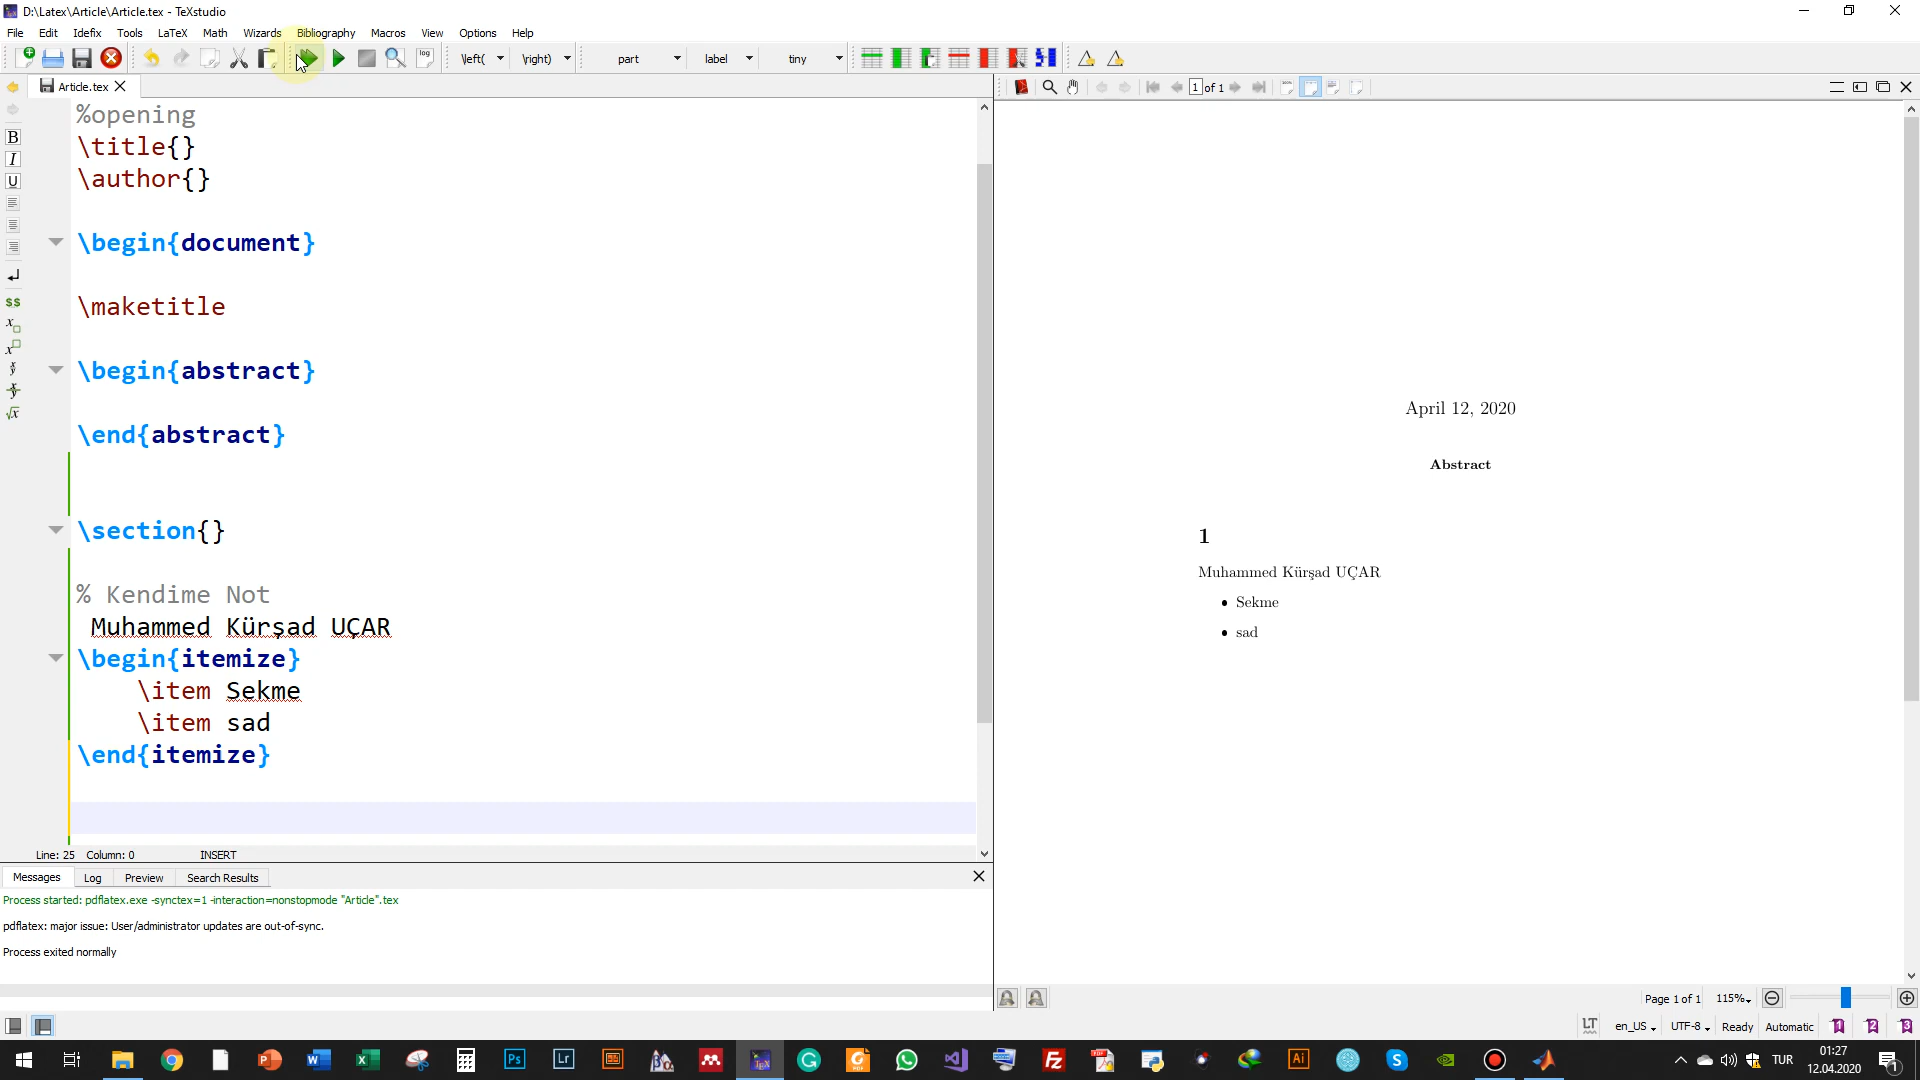 D:\Latex\Article\Article.tex - TeXstudio
File Edit Idefix Tools LaTeX Math Wizards Bibliography Macros View Options Help
log \left( \right) part label tiny
Article.tex
1 of 1
%opening
\title{}
\author{}
\begin{document}
\maketitle
\begin{abstract}
\end{abstract}
\section{}
% Kendime Not
Muhammed Kürşad UÇAR
\begin{itemize}
\item Sekme
\item sad
\end{itemize}
Line: 25 Column: 0 INSERT
Messages Log Preview Search Results
Process started: pdflatex.exe -synctex=1 -interaction=nonstopmode "Article".tex
pdflatex: major issue: User/administrator updates are out-of-sync.
Process exited normally
April 12, 2020
Abstract
1
Muhammed Kürşad UÇAR
• Sekme
• sad
Page 1 of 1 115%
LT en_US UTF-8 Ready Automatic 1 2 3
TUR 01:27
12.04.2020